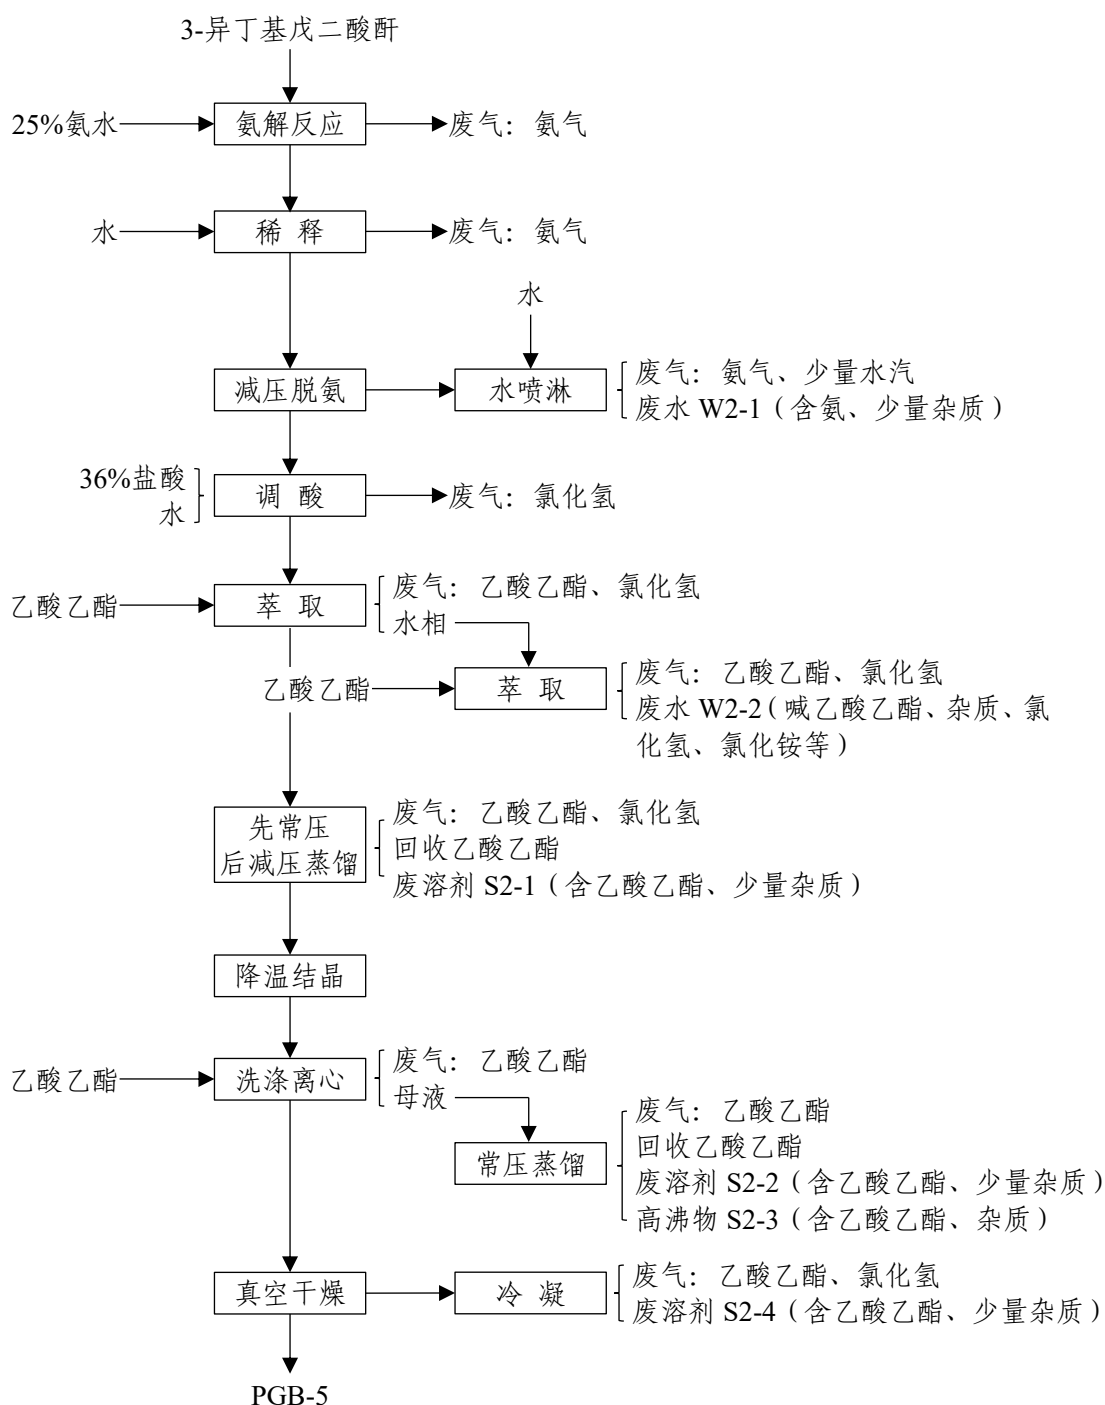 3-异丁基戊二酸酐
25%氨水
氨解反应
废气：氨气
水
稀 释
废气：氨气
水
减压脱氨
水喷淋
废气：氨气、少量水汽
废水 W2-1（含氨、少量杂质）
36%盐酸
水
调 酸
废气：氯化氢
乙酸乙酯
萃 取
废气：乙酸乙酯、氯化氢
水相
乙酸乙酯
萃 取
废气：乙酸乙酯、氯化氢
废水 W2-2（喊乙酸乙酯、杂质、氯
化氢、氯化铵等）
先常压
后减压蒸馏
废气：乙酸乙酯、氯化氢
回收乙酸乙酯
废溶剂 S2-1（含乙酸乙酯、少量杂质）
降温结晶
乙酸乙酯
洗涤离心
废气：乙酸乙酯
母液
常压蒸馏
废气：乙酸乙酯
回收乙酸乙酯
废溶剂 S2-2（含乙酸乙酯、少量杂质）
高沸物 S2-3（含乙酸乙酯、杂质）
真空干燥
冷 凝
废气：乙酸乙酯、氯化氢
废溶剂 S2-4（含乙酸乙酯、少量杂质）
PGB-5